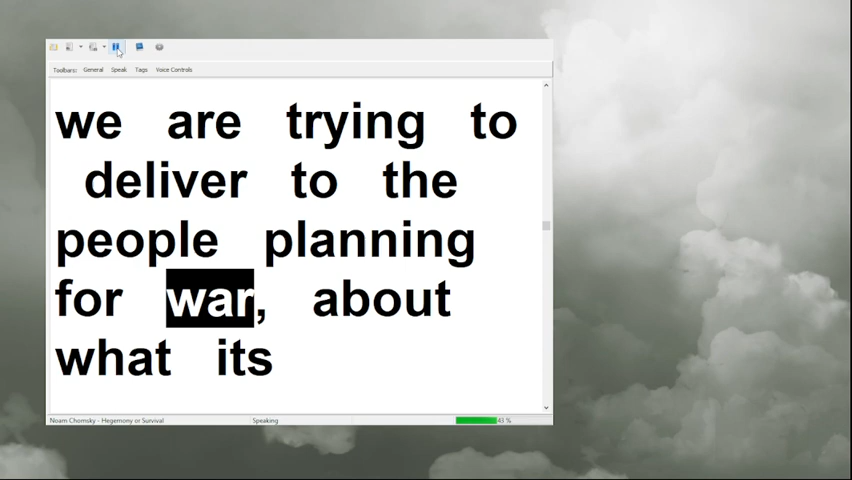 Toolbars: General Speak Tags Voice Controls
we are trying to
deliver to the
people planning
for war, about
what its
Noam Chomsky - Hegemony or Survival Speaking 43 %